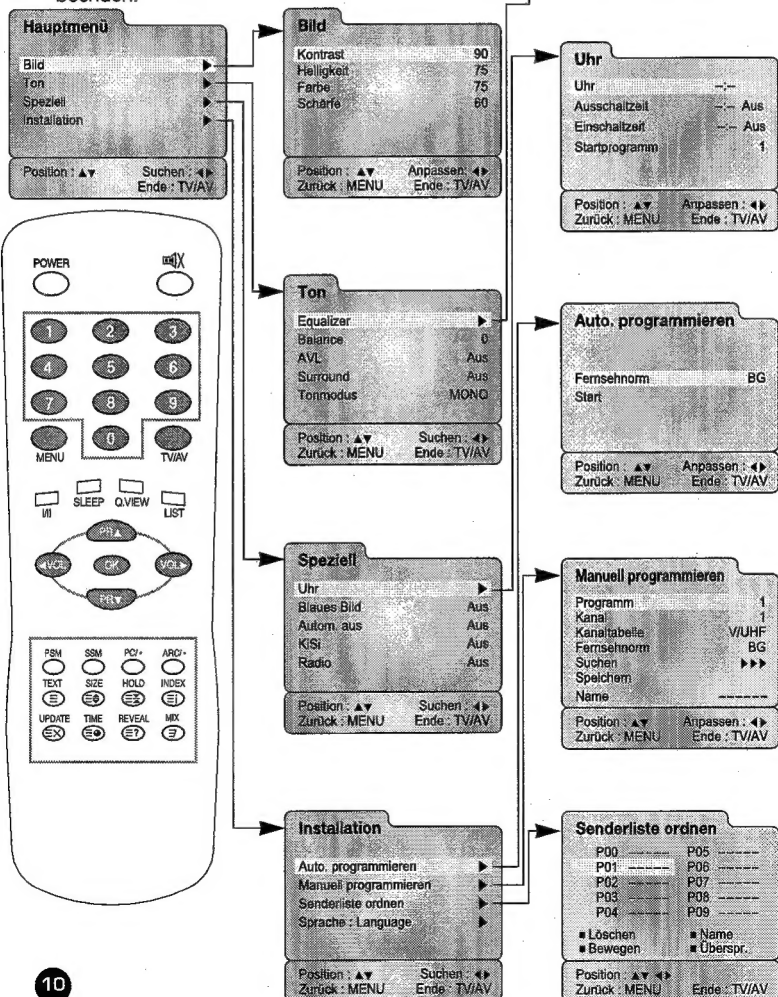 beenden.
Hauptmenü
Bild
Ton
Speziell
Installation
Position : ▲▼ Suchen : ◀▶
Ende : TV/AV
Bild
Kontrast 90
Helligkeit 75
Farbe 75
Schärfe 60
Position : ▲▼ Anpassen : ◀▶
Zurück : MENU Ende : TV/AV
Uhr
Uhr --:--
Ausschaltzeit --:-- Aus
Einschaltzeit --:-- Aus
Startprogramm 1
Position : ▲▼ Anpassen : ◀▶
Zurück : MENU Ende : TV/AV
POWER
1 2 3
4 5 6
7 8 9
0
MENU TV/AV
I/II SLEEP Q.VIEW LIST
PR▲
◀VOL OK VOL▶
PR▼
PSM SSM PC/* ARC/*
TEXT SIZE HOLD INDEX
UPDATE TIME REVEAL MIX
Ton
Equalizer ▶
Balance 0
AVL Aus
Surround Aus
Tonmodus MONO
Position : ▲▼ Suchen : ◀▶
Zurück : MENU Ende : TV/AV
Auto. programmieren
Fernsehnorm BG
Start
Position : ▲▼ Anpassen : ◀▶
Zurück : MENU Ende : TV/AV
Speziell
Uhr ▶
Blaues Bild Aus
Autom. aus Aus
KiSi Aus
Radio Aus
Position : ▲▼ Suchen : ◀▶
Zurück : MENU Ende : TV/AV
Manuell programmieren
Programm 1
Kanal 1
Kanaltabelle V/UHF
Fernsehnorm BG
Suchen ▶▶▶
Speichern
Name ------
Position : ▲▼ Anpassen : ◀▶
Zurück : MENU Ende : TV/AV
Installation
Auto. programmieren ▶
Manuell programmieren ▶
Senderliste ordnen ▶
Sprache : Language ▶
Position : ▲▼ Suchen : ◀▶
Zurück : MENU Ende : TV/AV
Senderliste ordnen
P00 ----- P05 -----
P01 ----- P06 -----
P02 ----- P07 -----
P03 ----- P08 -----
P04 ----- P09 -----
■ Löschen ■ Name
■ Bewegen ■ Überspr.
Position : ▲▼ ◀▶
Zurück : MENU Ende : TV/AV
10